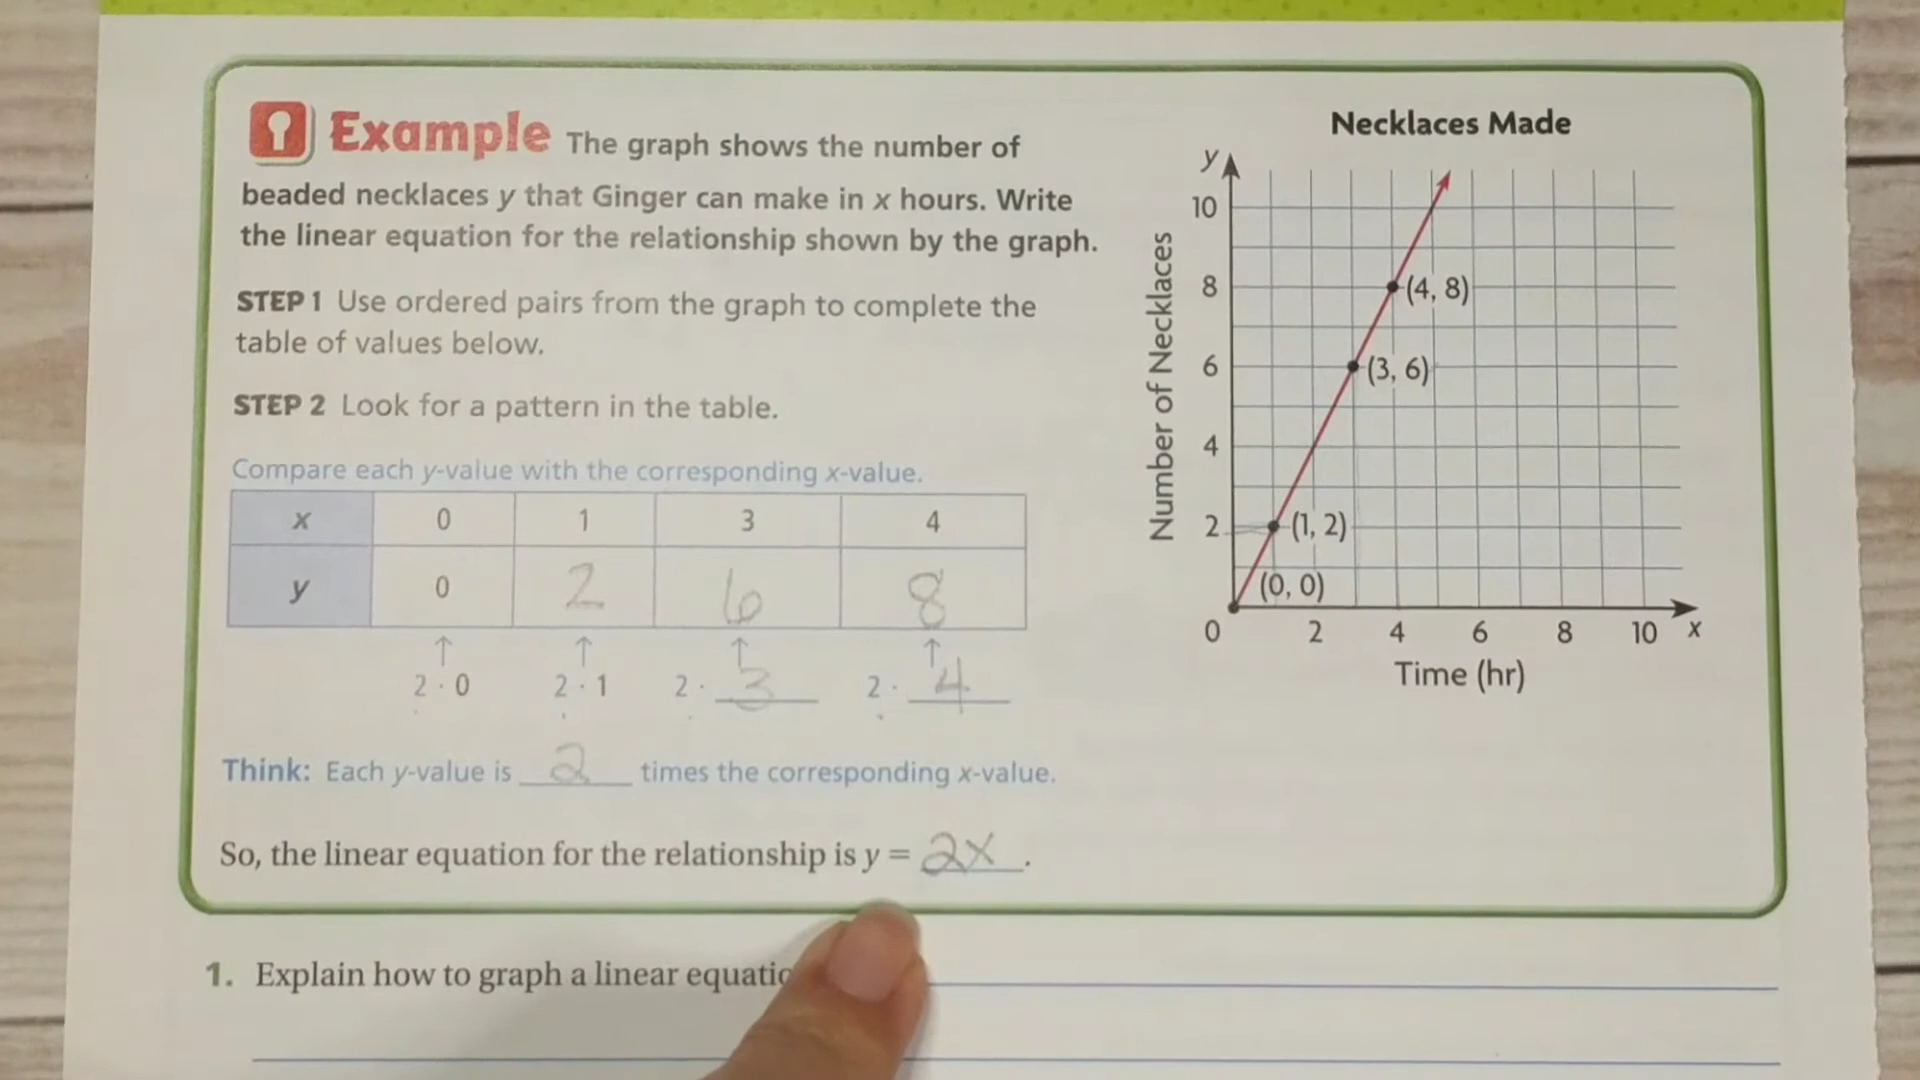 Example The graph shows the number of
beaded necklaces y that Ginger can make in x hours. Write
the linear equation for the relationship shown by the graph.
STEP 1 Use ordered pairs from the graph to complete the
table of values below.
STEP 2 Look for a pattern in the table.
Compare each y-value with the corresponding x-value.
x 0 1 3 4
y 0 2 6 8
↑ ↑ ↑ ↑
2 · 0 2 · 1 2 · 3 2 · 4
Think: Each y-value is 2 times the corresponding x-value.
So, the linear equation for the relationship is y = 2x.
Necklaces Made
y
10
8
6
4
2
0 2 4 6 8 10 x
Number of Necklaces
(4, 8)
(3, 6)
(1, 2)
(0, 0)
Time (hr)
1. Explain how to graph a linear